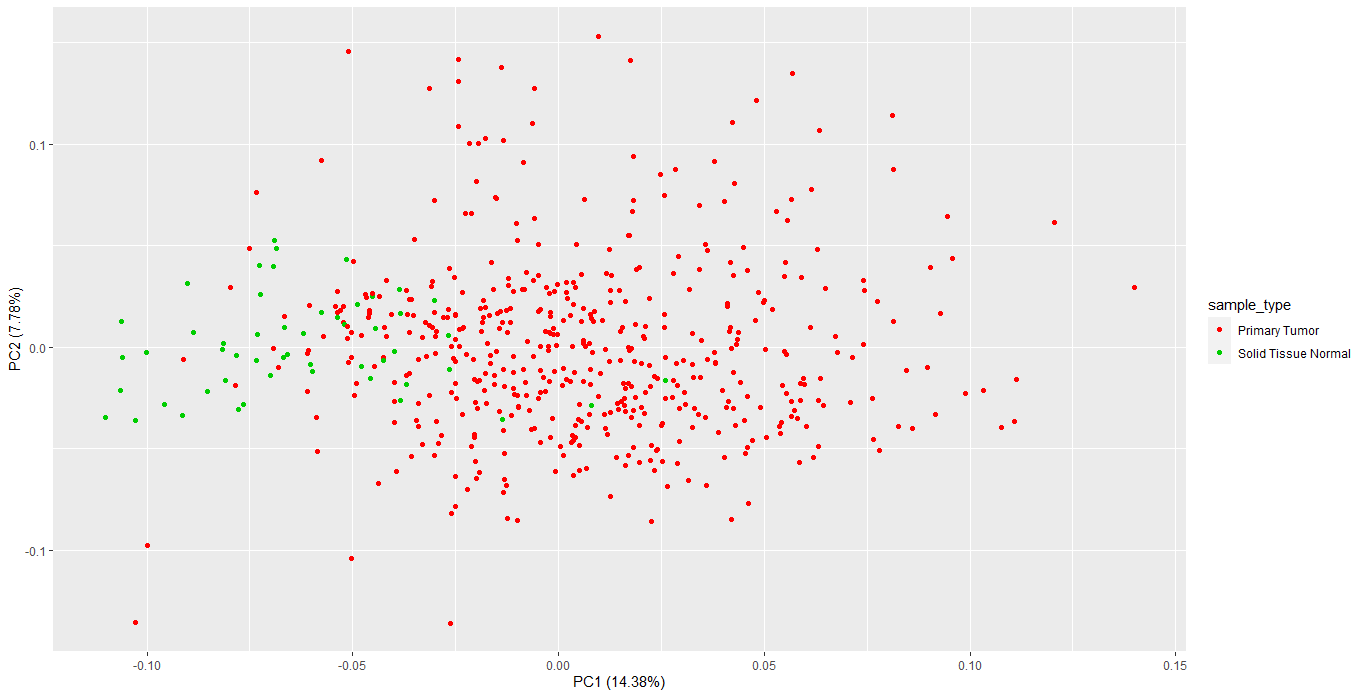 0.1
0.0
-0.1
PC2 (7.78%)
-0.10
-0.05
0.00
0.05
0.10
0.15
PC1 (14.38%)
sample_type
Primary Tumor
Solid Tissue Normal